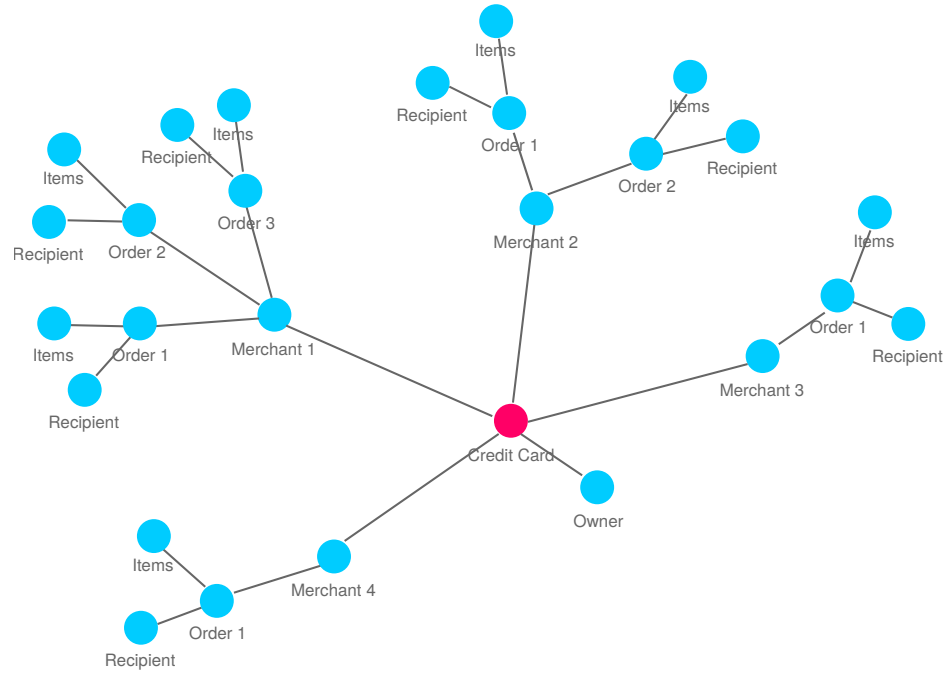 Items
Recipient
Order 1
Items
Recipient
Order 2
Merchant 2
Items
Recipient
Order 3
Items
Recipient
Order 2
Items
Order 1
Recipient
Merchant 1
Items
Order 1
Recipient
Merchant 3
Credit Card
Owner
Items
Merchant 4
Order 1
Recipient